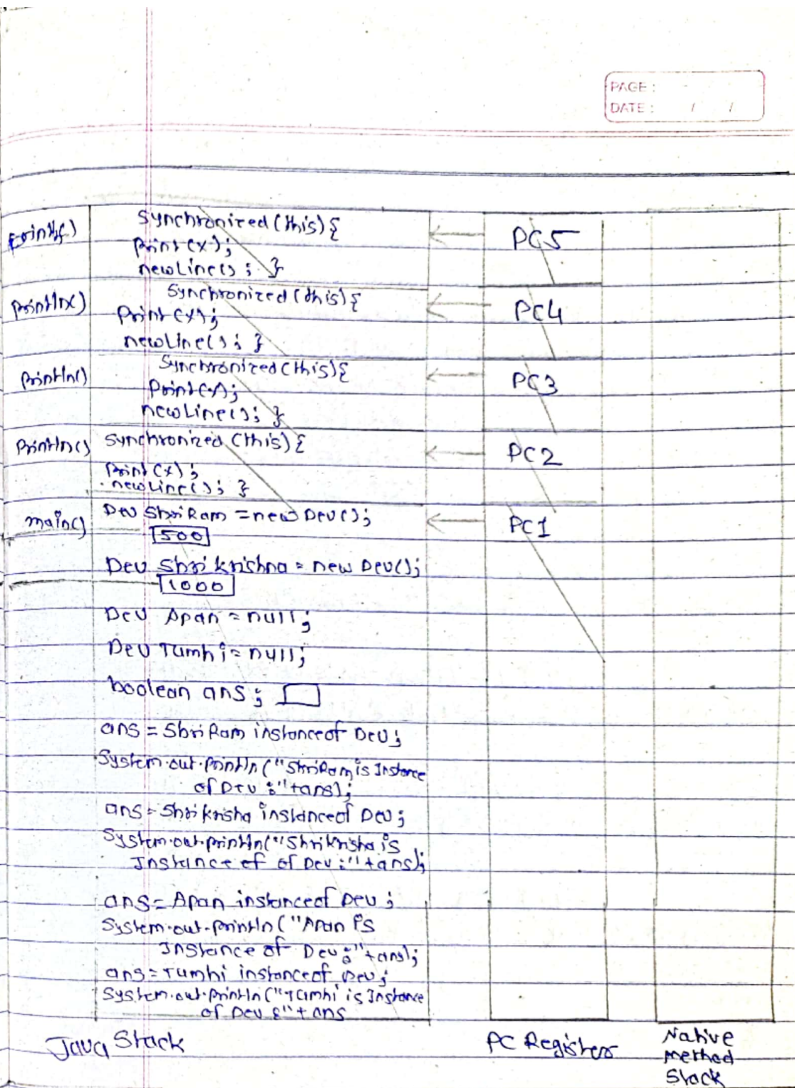 PAGE :
DATE : / /
Synchronized (this) {
PC5
print(x);
newLine(); }
Println()
Synchronized (this) {
PC4
Print(x);
newLine(); }
Println()
Synchronized (this) {
PC3
Print(x);
newLine(); }
Println()
Synchronized (this) {
PC2
Print(x);
newLine(); }
main()
Dev ShriRam = new Dev();
PC1
500
Dev Shrikrishna = new Dev();
1000
Dev Apan = null;
Dev Tumhi = null;
boolean ans;
ans = ShriRam instanceof Dev;
System.out.println("ShriRam is Instance
of Dev :"+ans);
ans = Shrikrisha instanceof Dev;
System.out.println("Shrikrisha is
Instance of of Dev :"+ans);
ans = Apan instanceof Dev;
System.out.println("Apan is
Instance of Dev :"+ans);
ans = Tumhi instanceof Dev;
System.out.println("Tumhi is Instance
of Dev :"+ans
Java Stack
PC Registers
Native
method
Stack